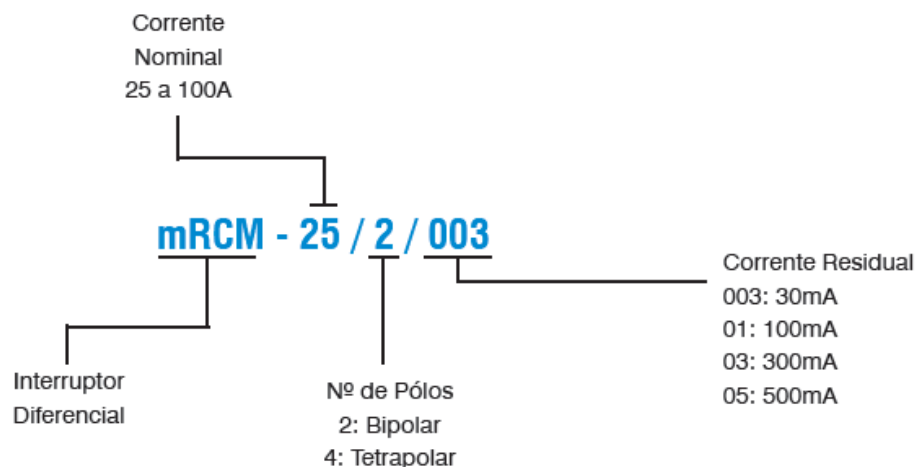 Corrente
Nominal
25 a 100A
mRCM - 25 / 2 / 003
Corrente Residual
003: 30mA
01: 100mA
03: 300mA
05: 500mA
Interruptor
Diferencial
Nº de Pólos
2: Bipolar
4: Tetrapolar